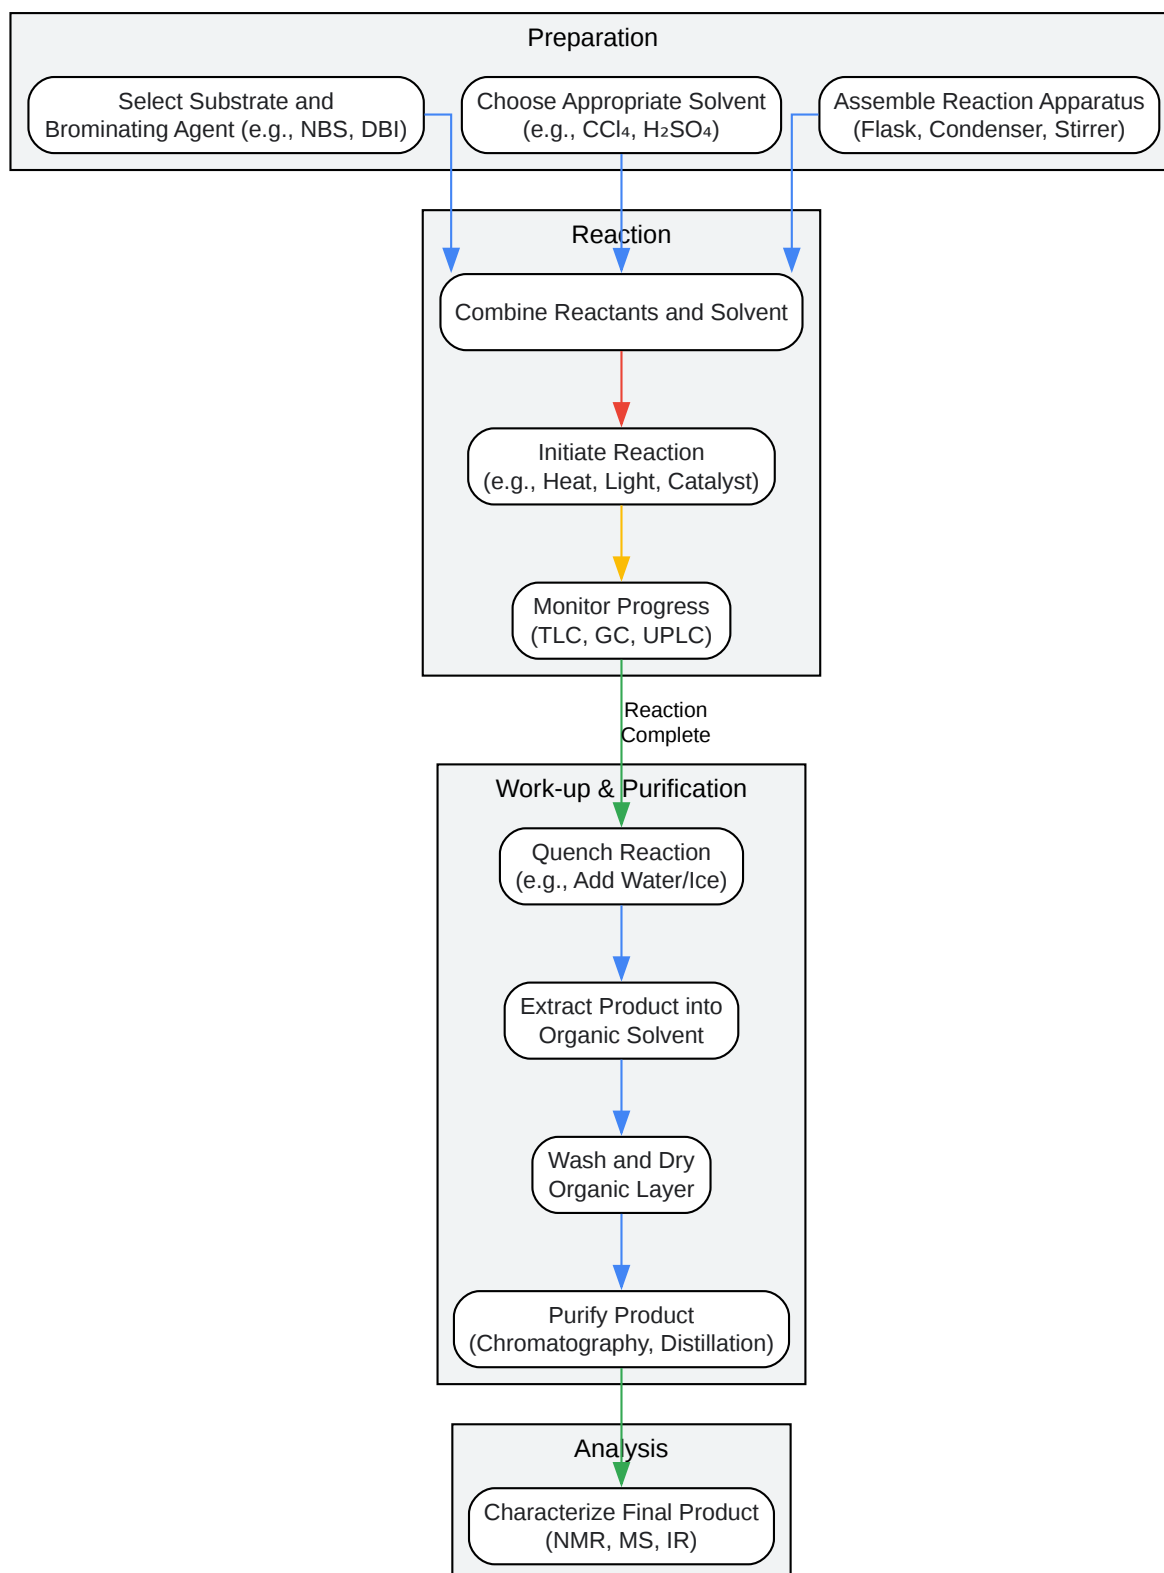 Preparation
Select Substrate and
Brominating Agent (e.g., NBS, DBI)
Choose Appropriate Solvent
(e.g., CCl₄, H₂SO₄)
Assemble Reaction Apparatus
(Flask, Condenser, Stirrer)
Reaction
Combine Reactants and Solvent
Initiate Reaction
(e.g., Heat, Light, Catalyst)
Monitor Progress
(TLC, GC, UPLC)
Reaction
Complete
Work-up & Purification
Quench Reaction
(e.g., Add Water/Ice)
Extract Product into
Organic Solvent
Wash and Dry
Organic Layer
Purify Product
(Chromatography, Distillation)
Analysis
Characterize Final Product
(NMR, MS, IR)